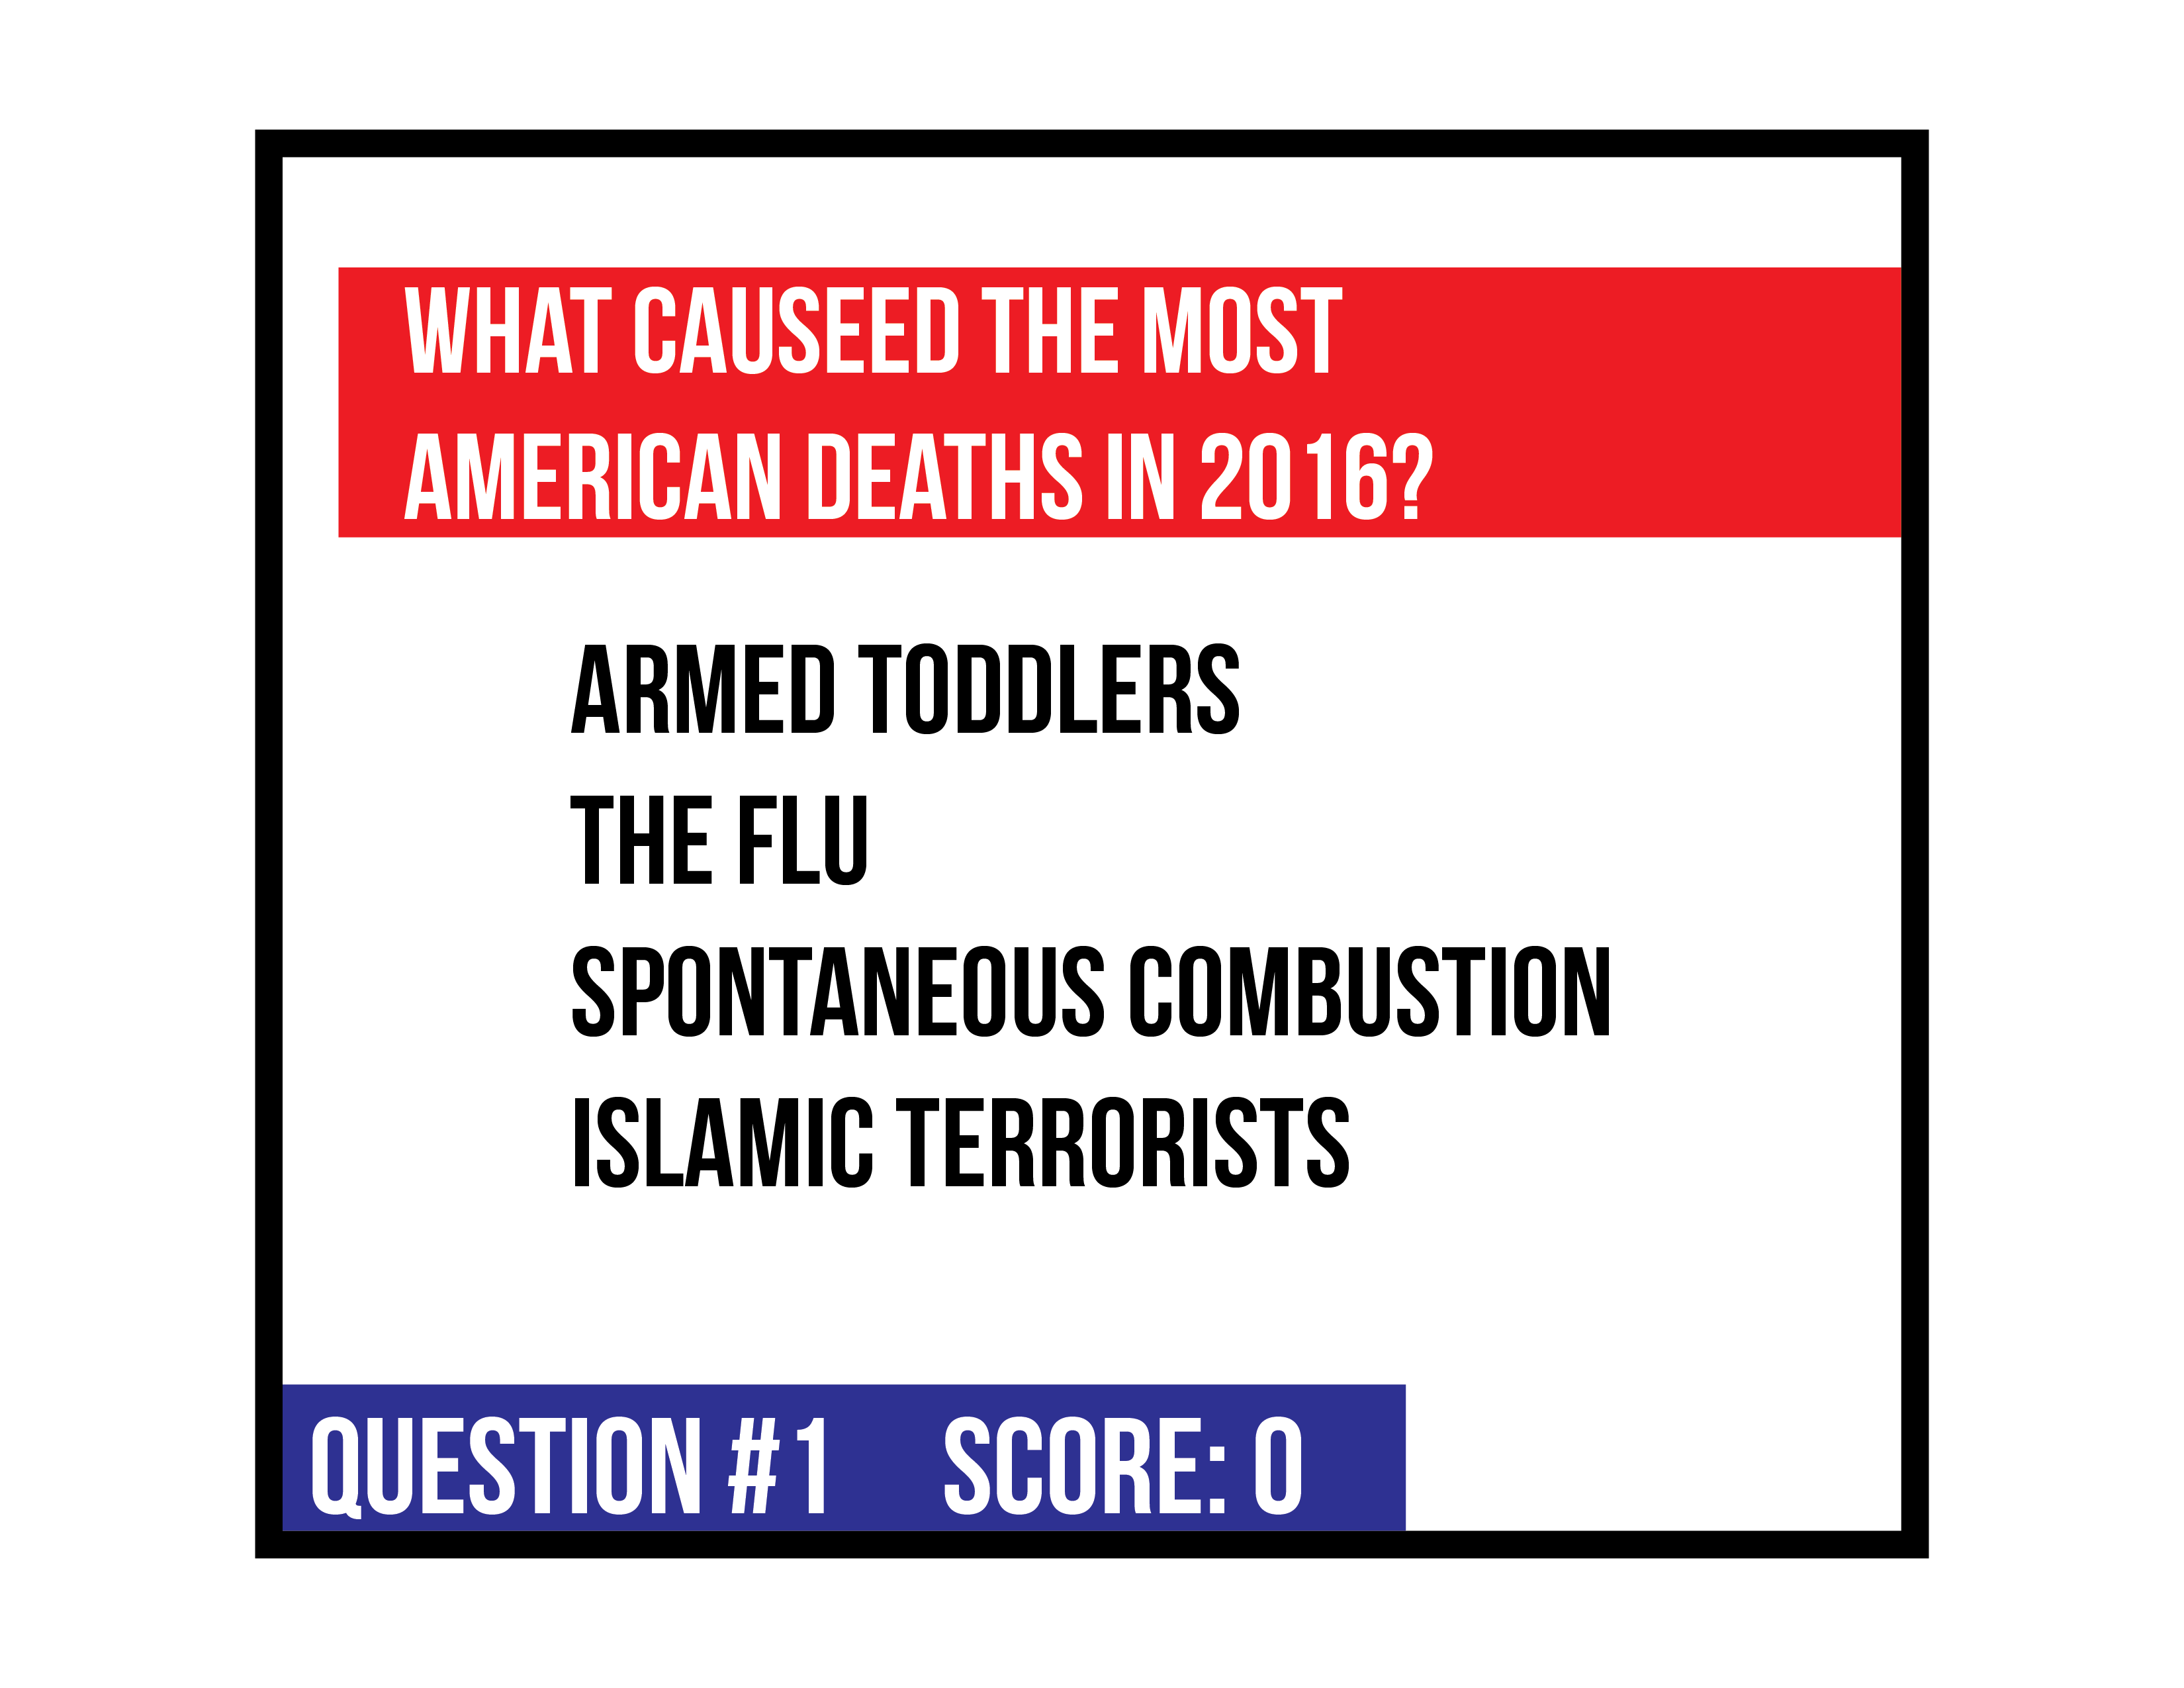 WHAT CAUSEED THE MOST
AMERICAN DEATHS IN 2016?
ARMED TODDLERS
THE FLU
SPONTANEOUS COMBUSTION
ISLAMIC TERRORISTS
QUESTION #1 SCORE: 0